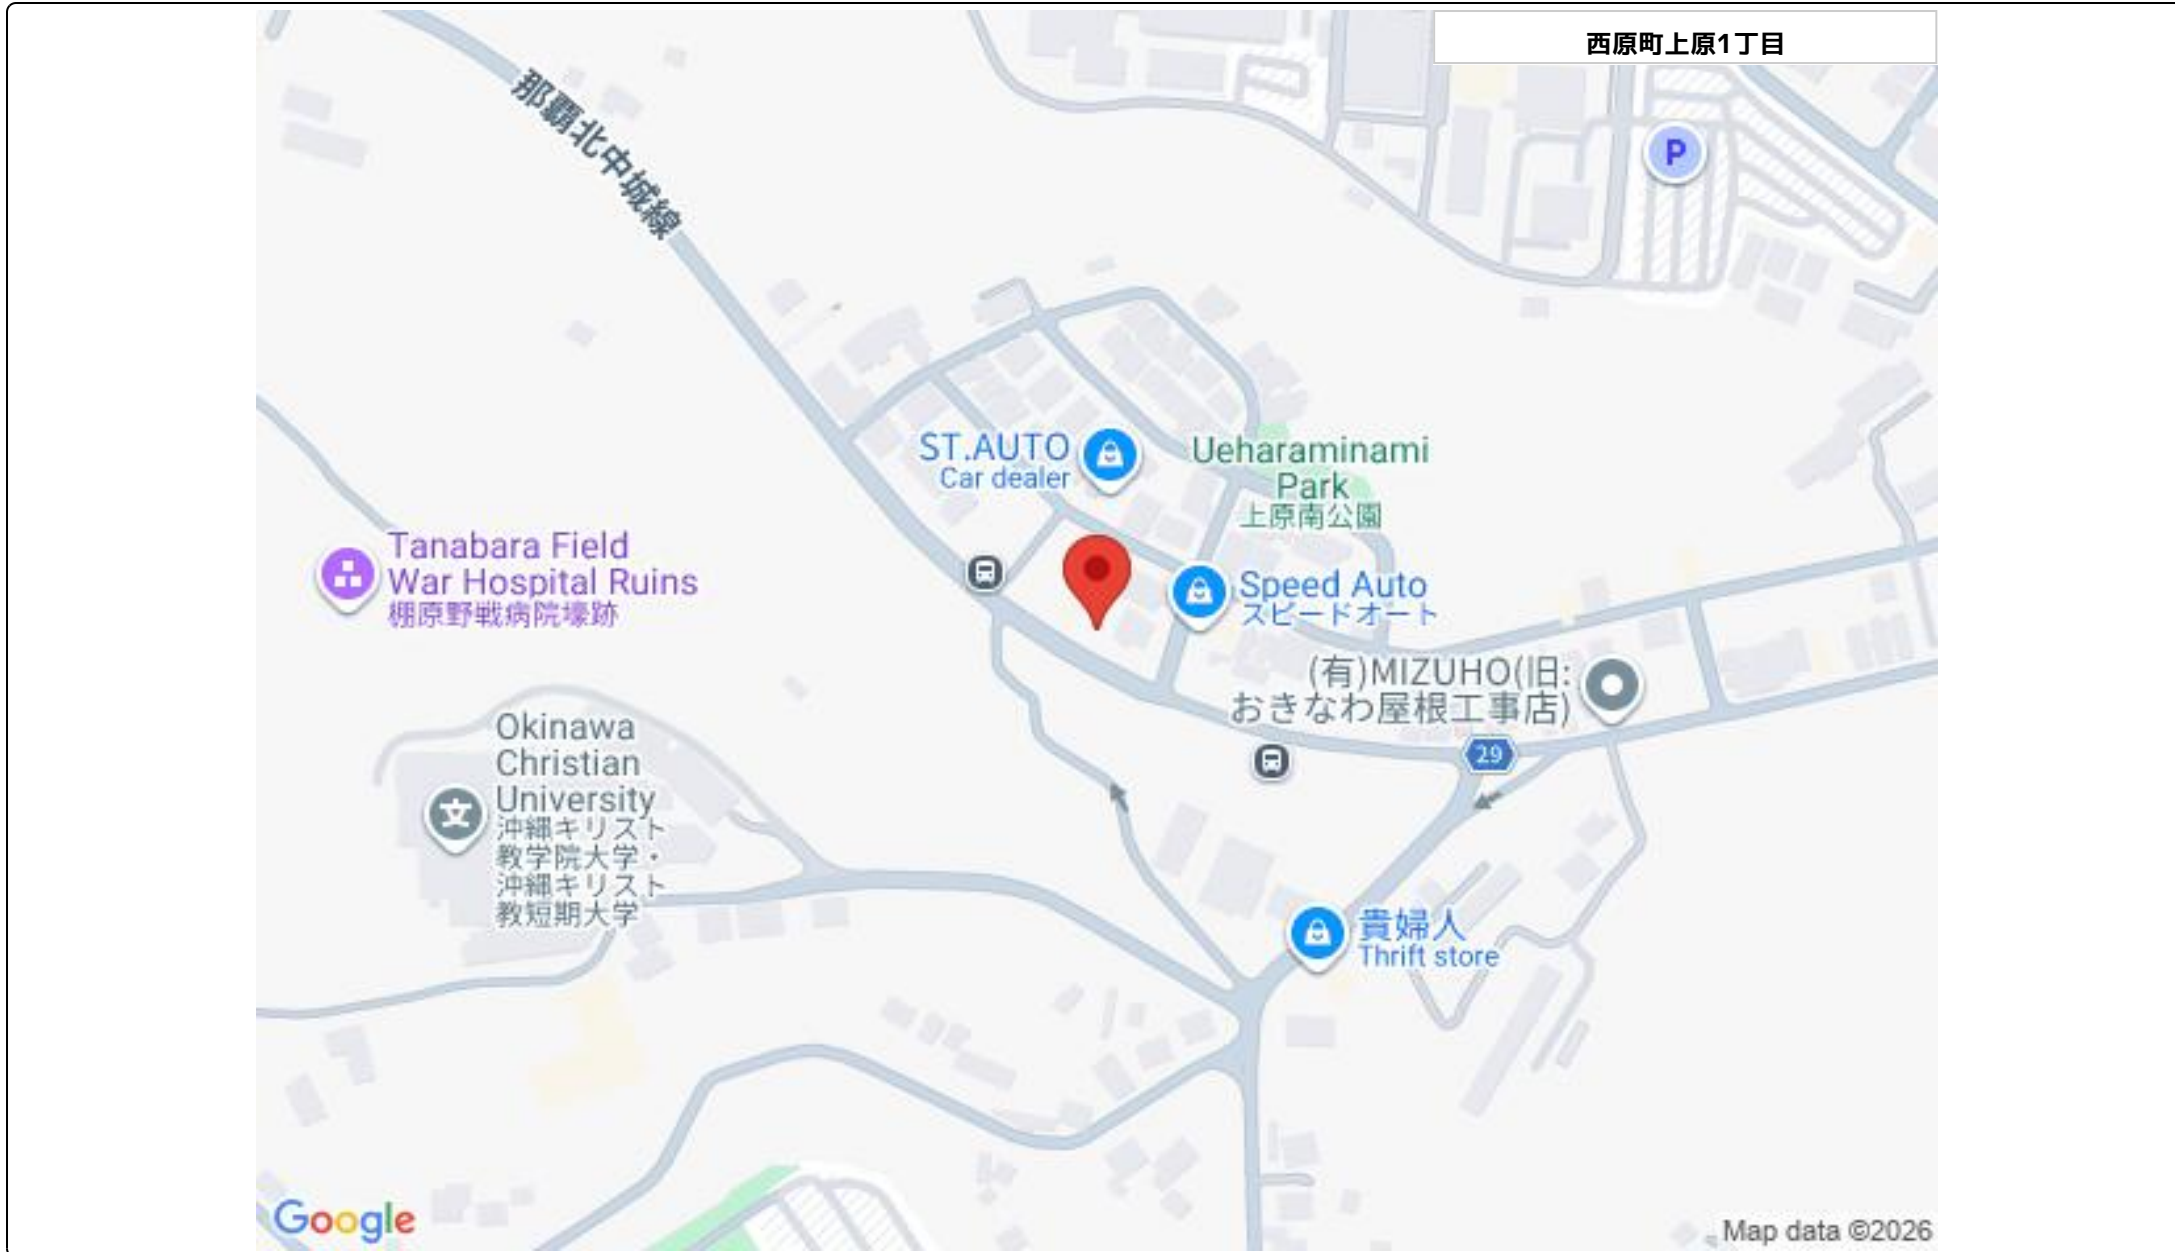 西原町上原1丁目
那覇北中城線
P
ST.AUTO
Car dealer
Ueharaminami
Park
上原南公園
Tanabara Field
War Hospital Ruins
棚原野戦病院壕跡
Speed Auto
スピードオート
(有)MIZUHO(旧:
おきなわ屋根工事店)
29
Okinawa
Christian
University
沖縄キリスト
教学院大学・
沖縄キリスト
教短期大学
文
貴婦人
Thrift store
Google
Map data ©2026